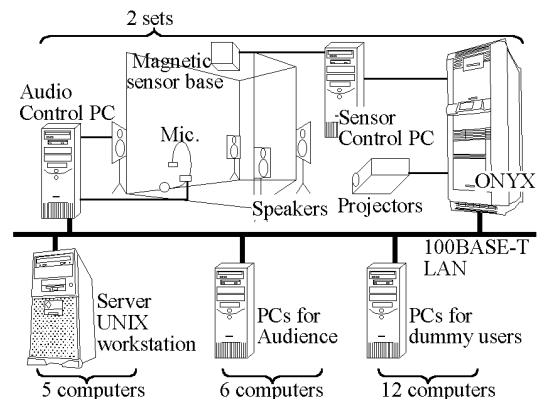 2 sets
Magnetic
sensor base
Audio
Control PC
Mic.
Sensor
Control PC
ONYX
Speakers
Projectors
100BASE-T
LAN
Server
UNIX
workstation
PCs for
Audience
PCs for
dummy users
5 computers
6 computers
12 computers